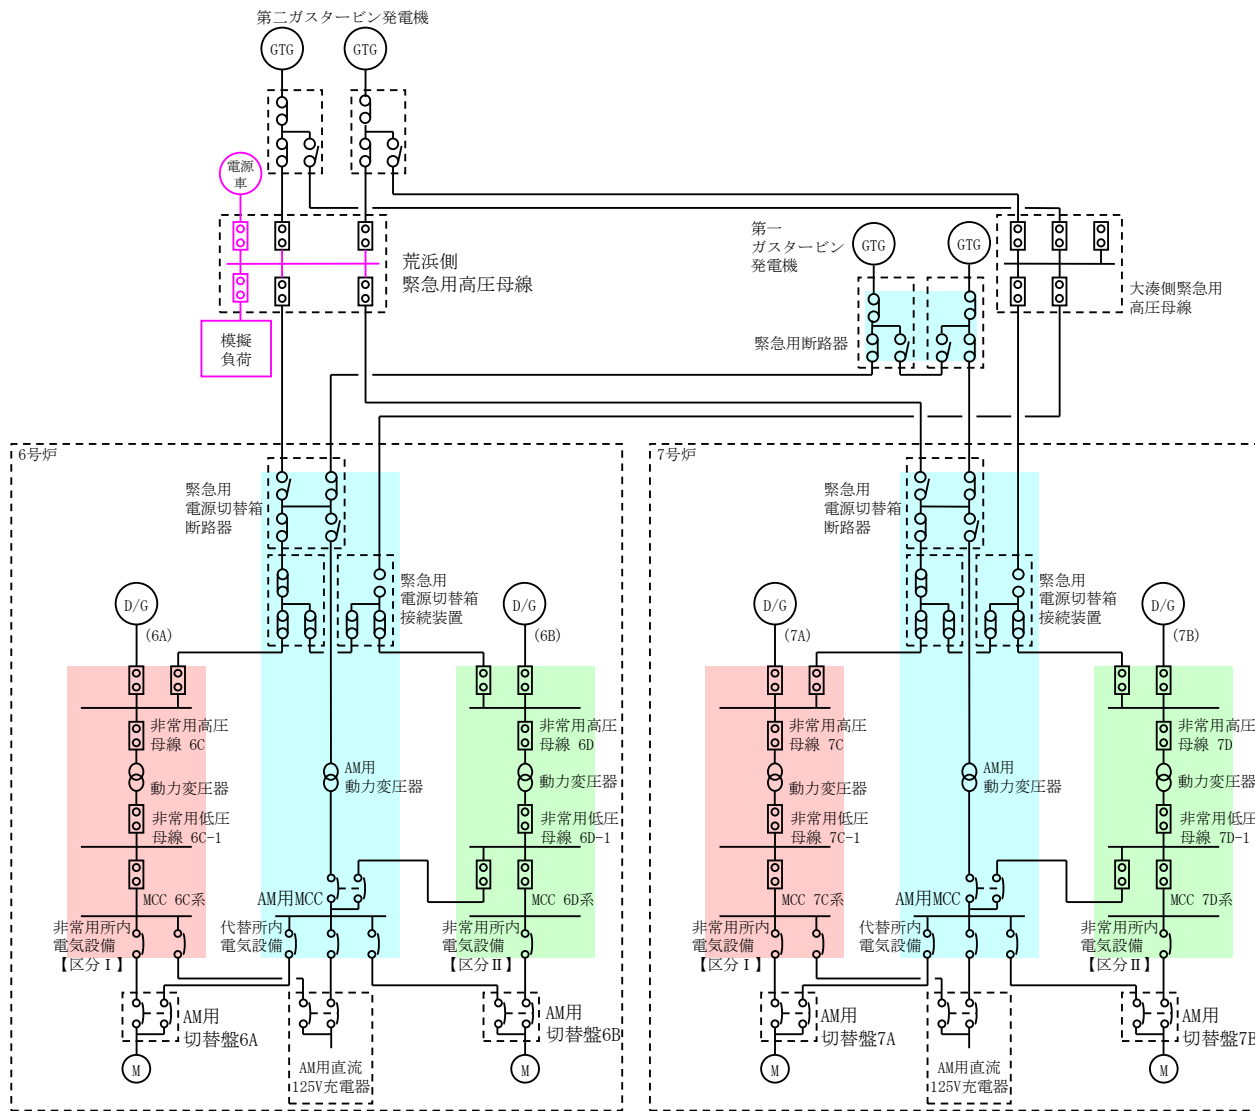 第二ガスタービン発電機
GTG
GTG
電源
車
荒浜側
緊急用高圧母線
模擬
負荷
第一
ガスタービン
発電機
GTG
GTG
緊急用断路器
大湊側緊急用
高圧母線
6号炉
緊急用
電源切替箱
断路器
緊急用
電源切替箱
接続装置
D/G
(6A)
D/G
(6B)
非常用高圧
母線 6C
動力変圧器
非常用低圧
母線 6C-1
MCC 6C系
非常用所内
電気設備
【区分Ⅰ】
AM用
動力変圧器
AM用MCC
代替所内
電気設備
非常用高圧
母線 6D
動力変圧器
非常用低圧
母線 6D-1
MCC 6D系
非常用所内
電気設備
【区分Ⅱ】
AM用
切替盤6A
M
AM用直流
125V充電器
AM用
切替盤6B
M
7号炉
緊急用
電源切替箱
断路器
緊急用
電源切替箱
接続装置
D/G
(7A)
D/G
(7B)
非常用高圧
母線 7C
動力変圧器
非常用低圧
母線 7C-1
MCC 7C系
非常用所内
電気設備
【区分Ⅰ】
AM用
動力変圧器
AM用MCC
代替所内
電気設備
非常用高圧
母線 7D
動力変圧器
非常用低圧
母線 7D-1
MCC 7D系
非常用所内
電気設備
【区分Ⅱ】
AM用
切替盤7A
M
AM用直流
125V充電器
AM用
切替盤7B
M